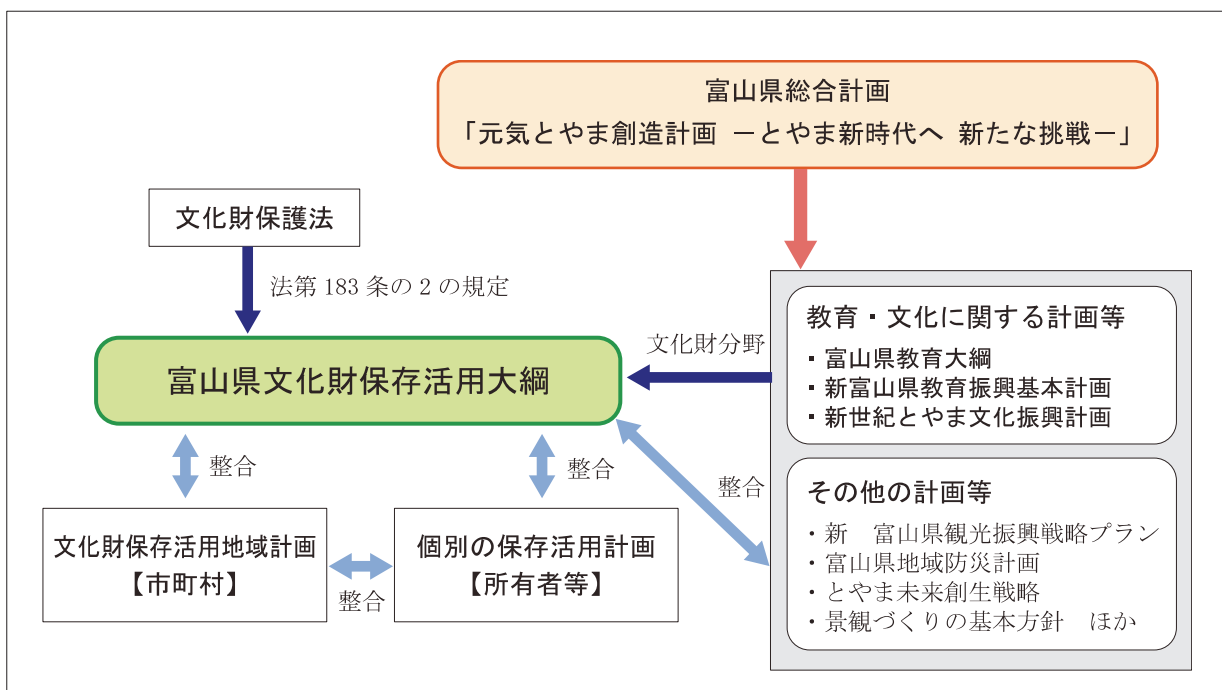 富山県総合計画
「元気とやま創造計画 －とやま新時代へ 新たな挑戦－」
文化財保護法
法第 183 条の 2 の規定
富山県文化財保存活用大綱
文化財分野
教育・文化に関する計画等
・富山県教育大綱
・新富山県教育振興基本計画
・新世紀とやま文化振興計画
整合
整合
整合
その他の計画等
・新　富山県観光振興戦略プラン
・富山県地域防災計画
・とやま未来創生戦略
・景観づくりの基本方針　ほか
文化財保存活用地域計画
【市町村】
整合
個別の保存活用計画
【所有者等】